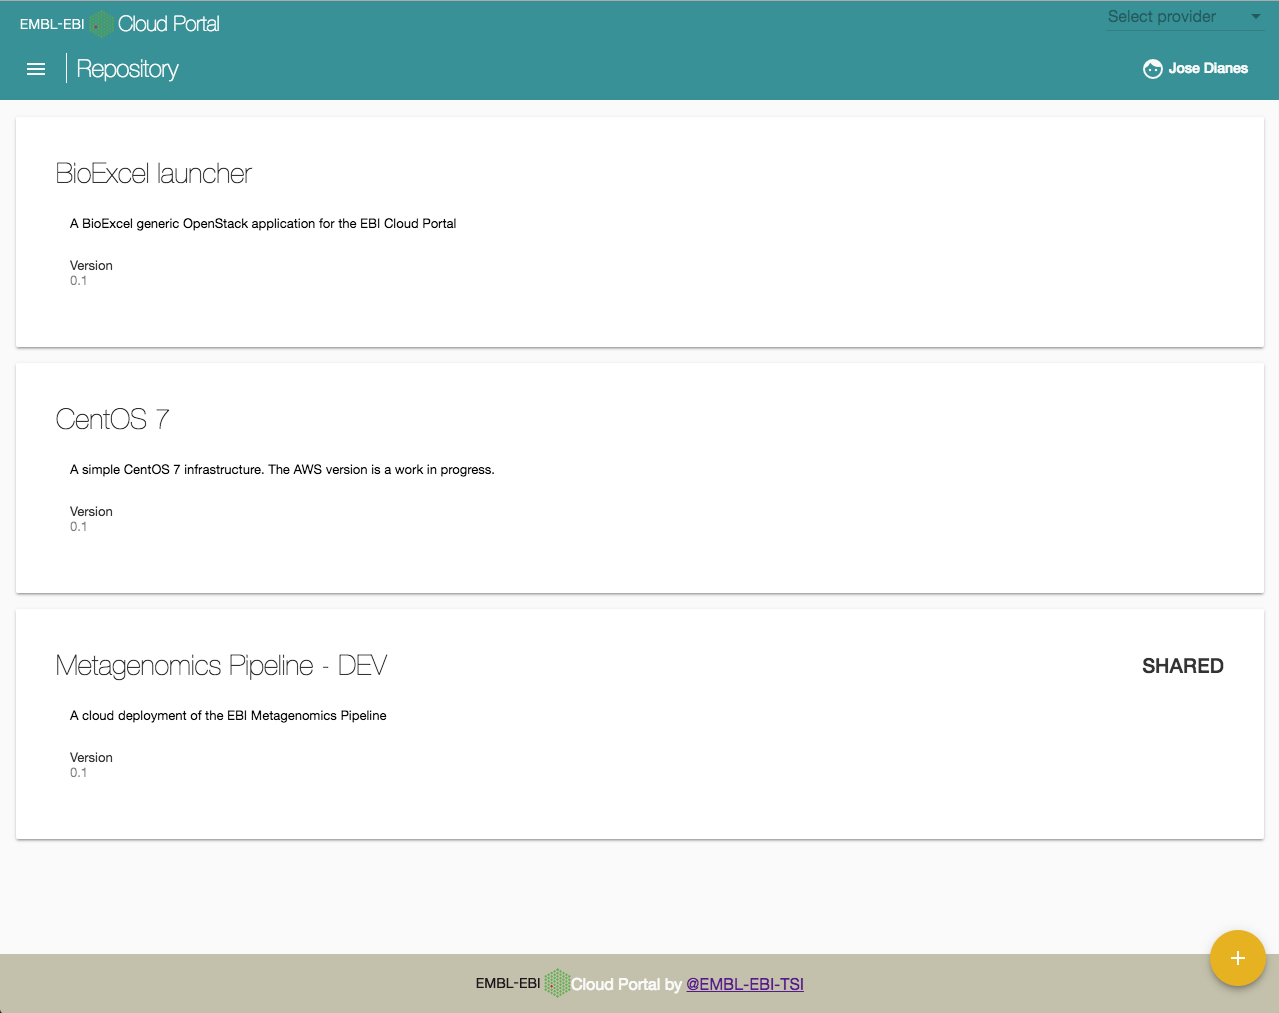 EMBL-EBI Cloud Portal
Select provider
Repository
Jose Dianes
BioExcel launcher
A BioExcel generic OpenStack application for the EBI Cloud Portal
Version
0.1
CentOS 7
A simple CentOS 7 infrastructure. The AWS version is a work in progress.
Version
0.1
Metagenomics Pipeline - DEV
SHARED
A cloud deployment of the EBI Metagenomics Pipeline
Version
0.1
EMBL-EBI Cloud Portal by @EMBL-EBI-TSI